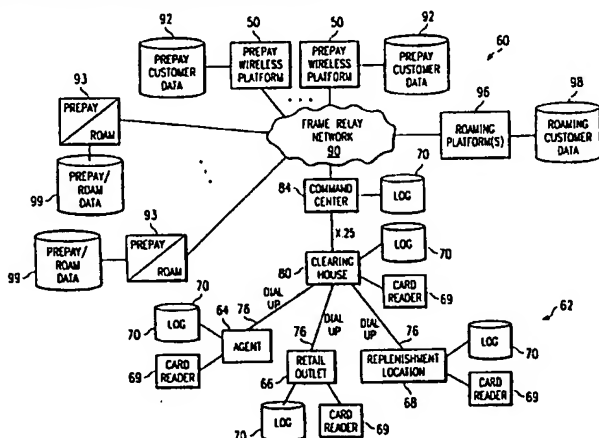 92
50
50
92
60
PREPAY
CUSTOMER
DATA
PREPAY
WIRELESS
PLATFORM
PREPAY
WIRELESS
PLATFORM
PREPAY
CUSTOMER
DATA
93
96
98
PREPAY
ROAM
FRAME RELAY
NETWORK
90
ROAMING
PLATFORM(S)
ROAMING
CUSTOMER
DATA
99
PREPAY/
ROAM DATA
84
COMMAND
CENTER
70
LOG
93
X.25
99
PREPAY/
ROAM DATA
PREPAY
ROAM
80
CLEARING
HOUSE
LOG
70
CARD
READER
69
62
70
64
76
DIAL
UP
DIAL
UP
DIAL
UP
76
76
70
LOG
AGENT
69
CARD
READER
66
RETAIL
OUTLET
REPLENISHMENT
LOCATION
68
LOG
70
CARD
READER
69
70
LOG
CARD
READER
69